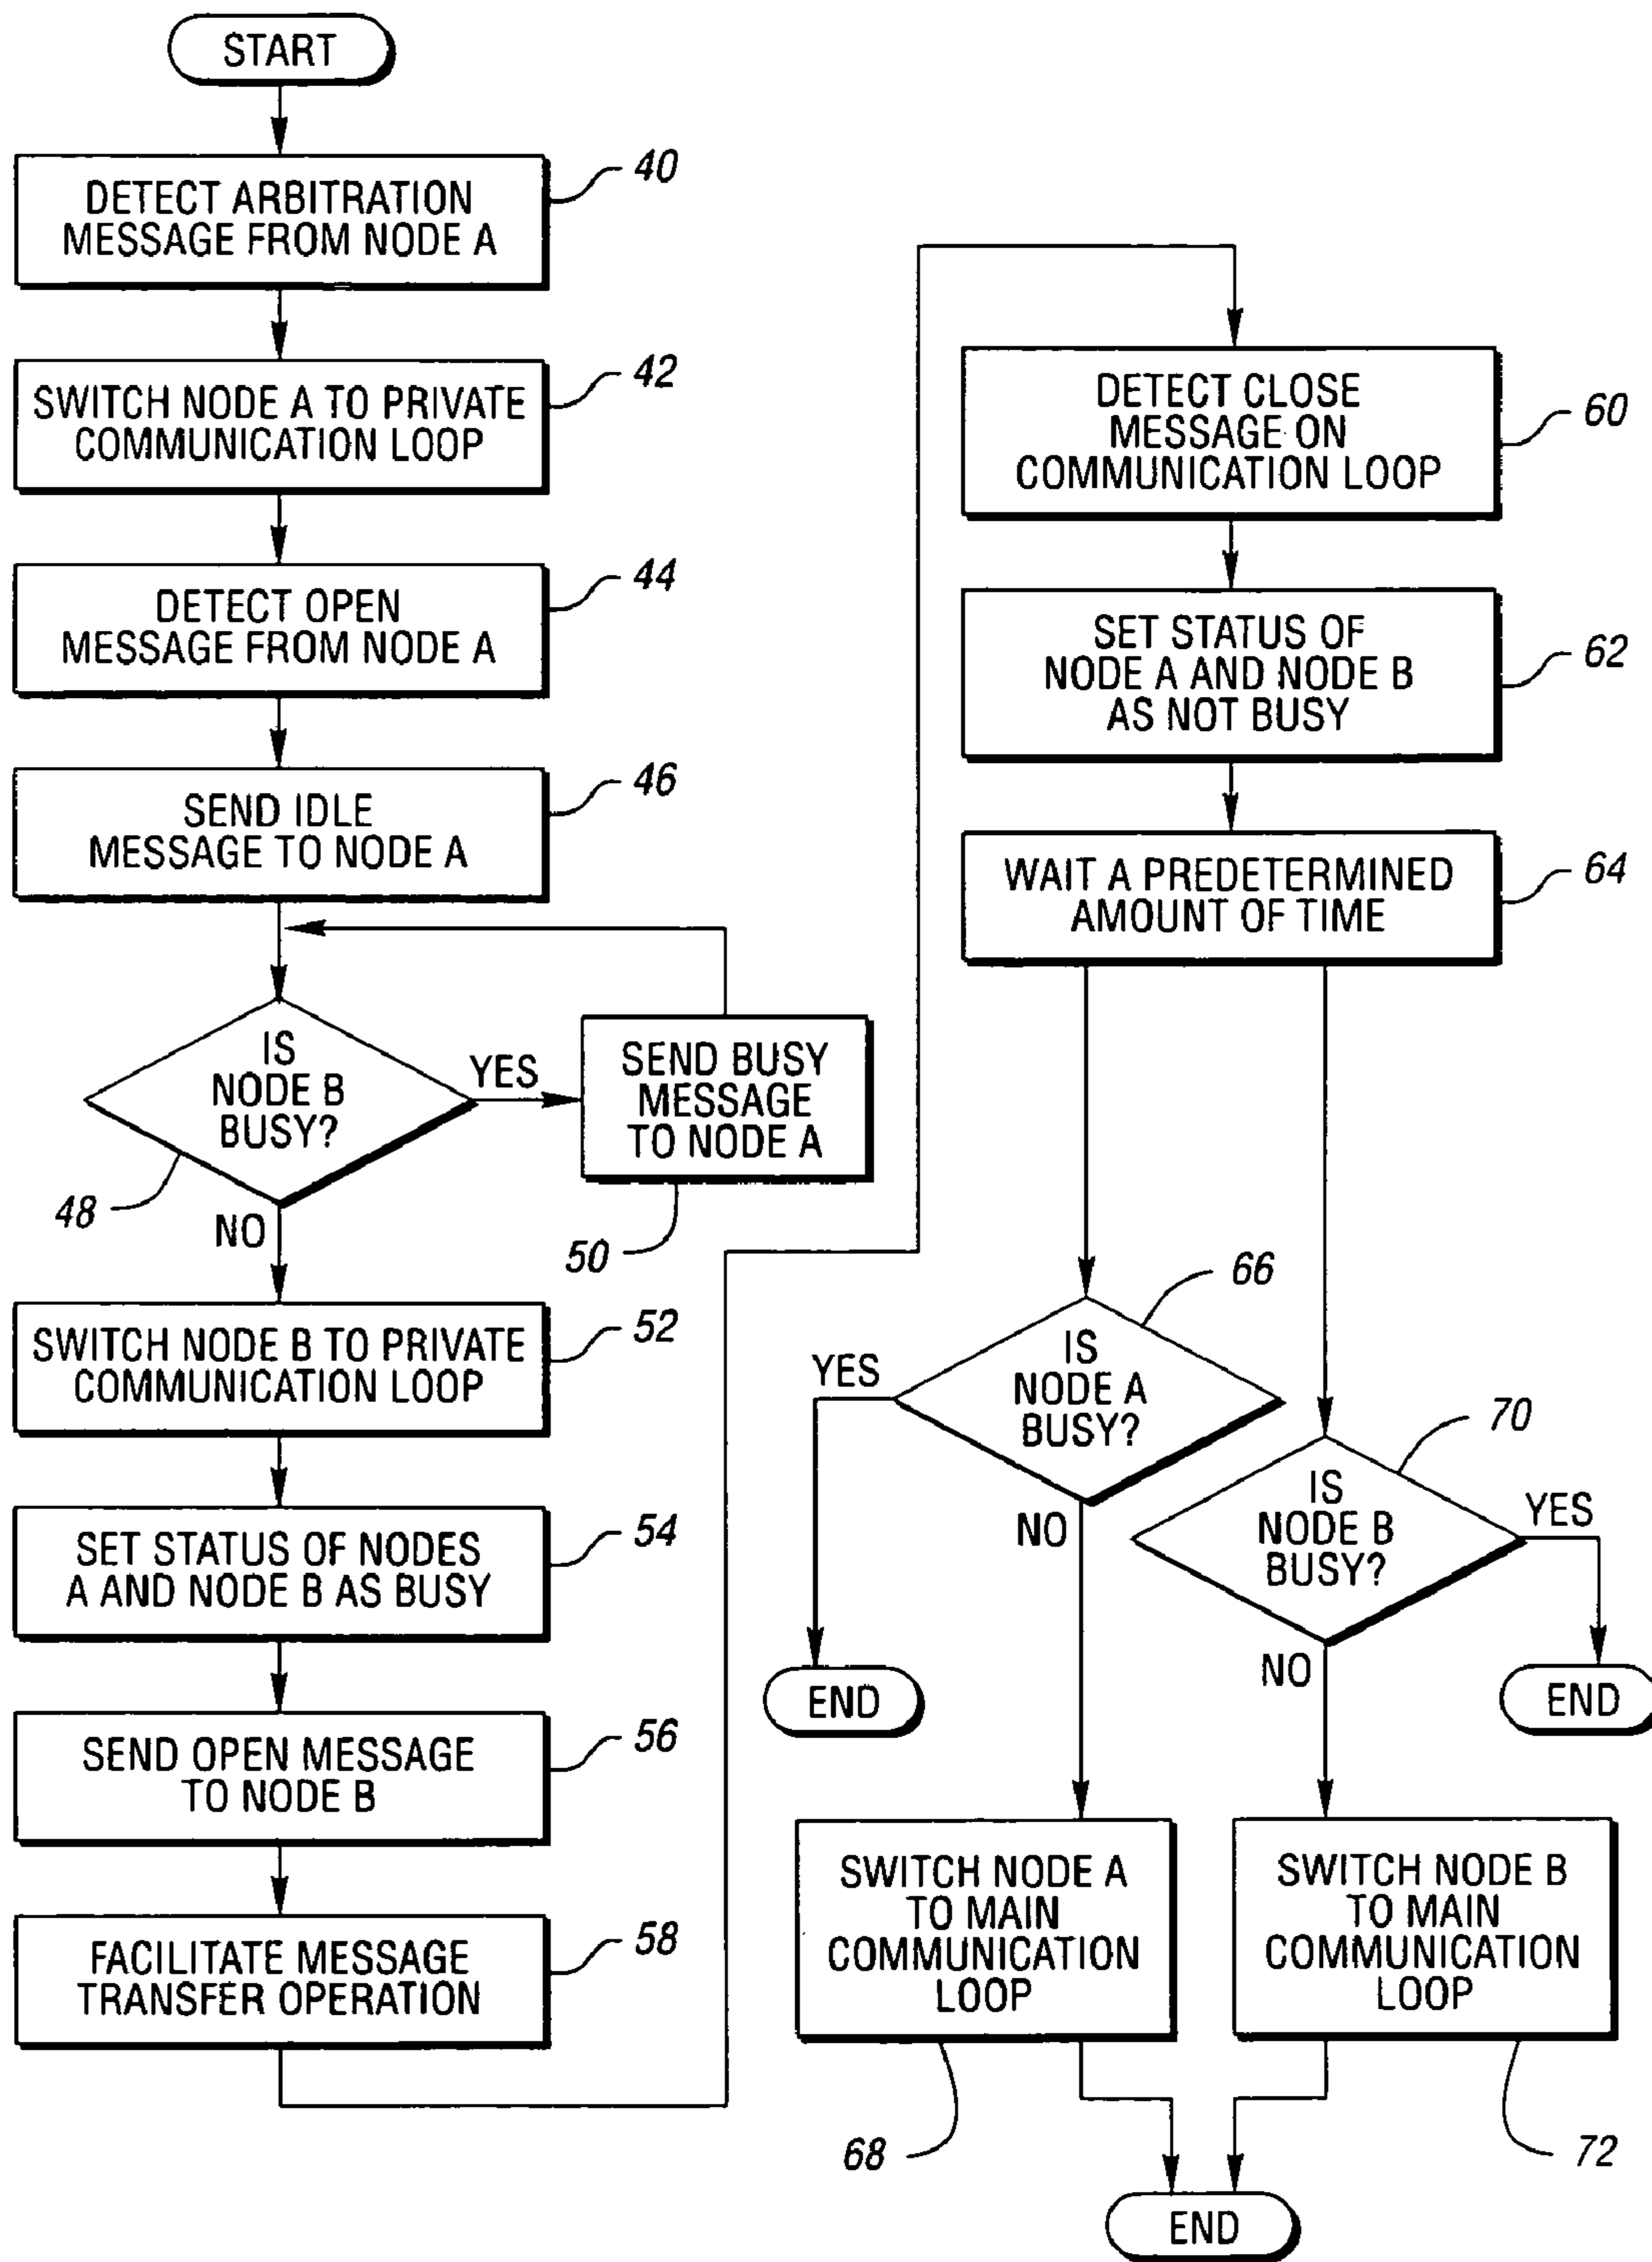 START
40
DETECT ARBITRATION
MESSAGE FROM NODE A
42
SWITCH NODE A TO PRIVATE
COMMUNICATION LOOP
44
DETECT OPEN
MESSAGE FROM NODE A
46
SEND IDLE
MESSAGE TO NODE A
IS
NODE B
BUSY?
YES
48
NO
SEND BUSY
MESSAGE
TO NODE A
50
52
SWITCH NODE B TO PRIVATE
COMMUNICATION LOOP
54
SET STATUS OF NODES
A AND NODE B AS BUSY
56
SEND OPEN MESSAGE
TO NODE B
58
FACILITATE MESSAGE
TRANSFER OPERATION
DETECT CLOSE
MESSAGE ON
COMMUNICATION LOOP
60
SET STATUS OF
NODE A AND NODE B
AS NOT BUSY
62
WAIT A PREDETERMINED
AMOUNT OF TIME
64
66
YES
IS
NODE A
BUSY?
NO
END
70
IS
NODE B
BUSY?
YES
NO
END
SWITCH NODE A
TO MAIN
COMMUNICATION
LOOP
68
SWITCH NODE B
TO MAIN
COMMUNICATION
LOOP
72
END